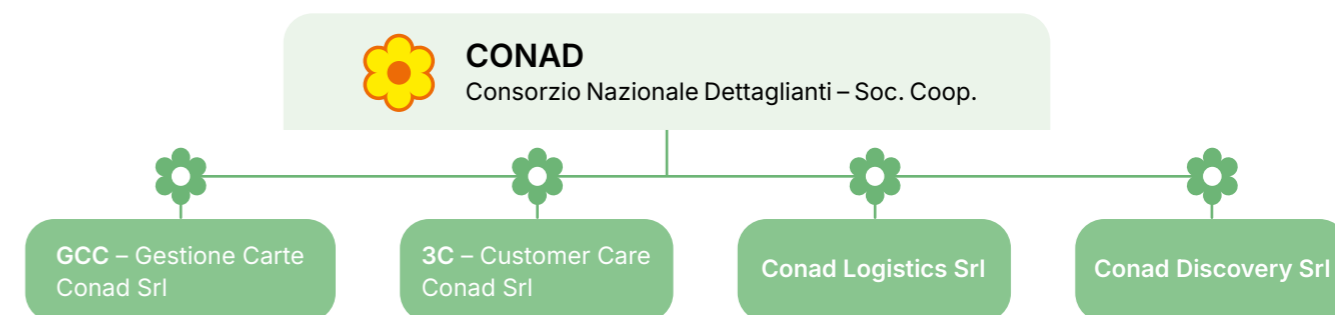 CONAD
Consorzio Nazionale Dettaglianti – Soc. Coop.
GCC – Gestione Carte
Conad Srl
3C – Customer Care
Conad Srl
Conad Logistics Srl
Conad Discovery Srl